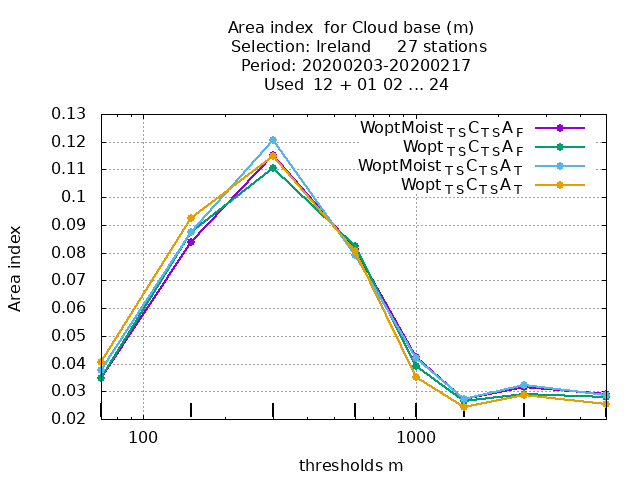 Area index  for Cloud base (m)
Selection: Ireland     27 stations
Period: 20200203-20200217
Used  12 + 01 02 ... 24
0.13
0.12
0.11
0.1
0.09
0.08
0.07
0.06
0.05
0.04
0.03
0.02
Area index
WoptMoist TS C TS A F
Wopt TS C TS A F
WoptMoist TS C TS A T
Wopt TS C TS A T
100
1000
thresholds m